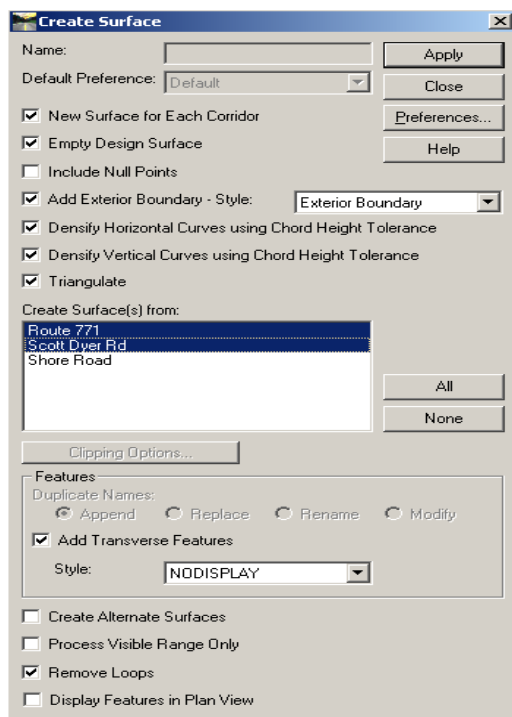 Create Surface
Name:
Apply
Default Preference: Default
Close
New Surface for Each Corridor
Preferences...
Empty Design Surface
Help
Include Null Points
Add Exterior Boundary - Style: Exterior Boundary
Densify Horizontal Curves using Chord Height Tolerance
Densify Vertical Curves using Chord Height Tolerance
Triangulate
Create Surface(s) from:
Route 771
Scott Dyer Rd
Shore Road
All
None
Clipping Options...
Features
Duplicate Names:
Append Replace Rename Modify
Add Transverse Features
Style: NODISPLAY
Create Alternate Surfaces
Process Visible Range Only
Remove Loops
Display Features in Plan View